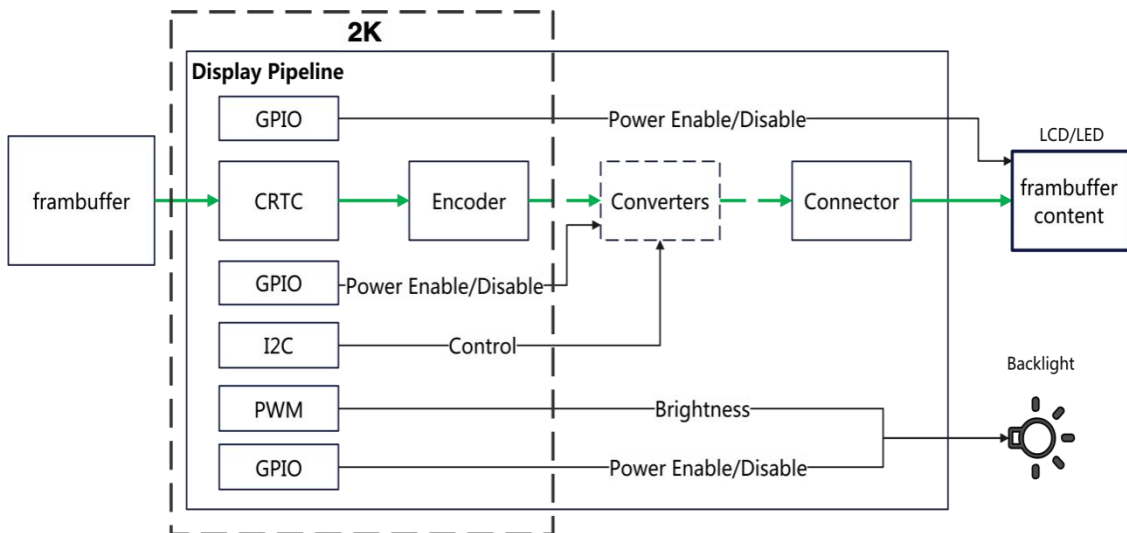 2K
Display Pipeline
GPIO
Power Enable/Disable
LCD/LED
frambuffer
CRTC
Encoder
Converters
Connector
frambuffer
content
GPIO
Power Enable/Disable
I2C
Control
Backlight
PWM
Brightness
GPIO
Power Enable/Disable